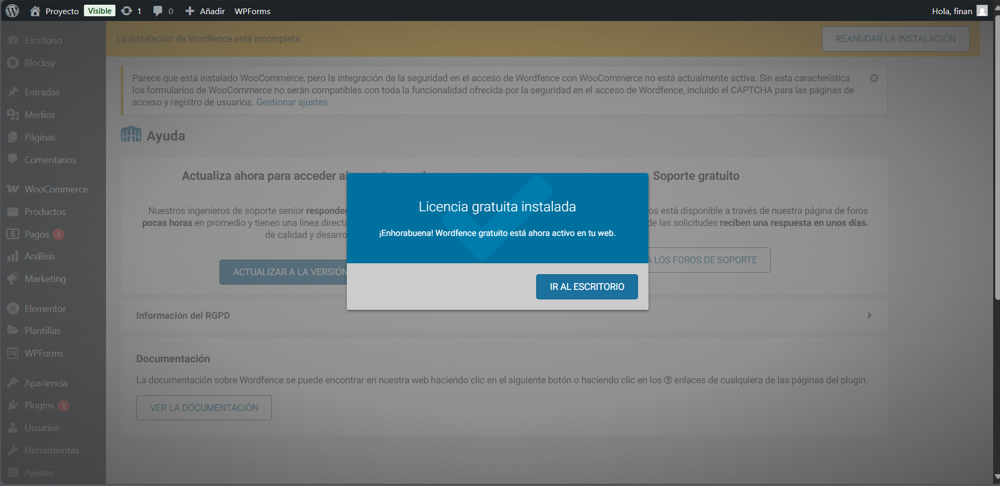 Proyecto Visible 1 0 Añadir WPForms Hola, finan
Escritorio
Blocksy
Entradas
Medios
Páginas
Comentarios
WooCommerce
Productos
Pagos 1
Análisis
Marketing
Elementor
Plantillas
WPForms
Apariencia
Plugins 1
Usuarios
Herramientas
Ajustes
La instalación de Wordfence está incompleta
REANUDAR LA INSTALACIÓN
Parece que está instalado WooCommerce, pero la integración de la seguridad en el acceso de Wordfence con WooCommerce no está actualmente activa. Sin esta característica
los formularios de WooCommerce no serán compatibles con toda la funcionalidad ofrecida por la seguridad en el acceso de Wordfence, incluido el CAPTCHA para las páginas de
acceso y registro de usuarios. Gestionar ajustes
Ayuda
Actualiza ahora para acceder
Nuestros ingenieros de soporte senior responden
pocas horas en promedio y tienen una línea directa
de calidad y desarro
ACTUALIZAR A LA VERSIÓN
Soporte gratuito
os está disponible a través de nuestra página de foros
de las solicitudes reciben una respuesta en unos días.
A LOS FOROS DE SOPORTE
Licencia gratuita instalada
¡Enhorabuena! Wordfence gratuito está ahora activo en tu web.
IR AL ESCRITORIO
Información del RGPD
Documentación
La documentación sobre Wordfence se puede encontrar en nuestra web haciendo clic en el siguiente botón o haciendo clic en los ? enlaces de cualquiera de las páginas del plugin.
VER LA DOCUMENTACIÓN